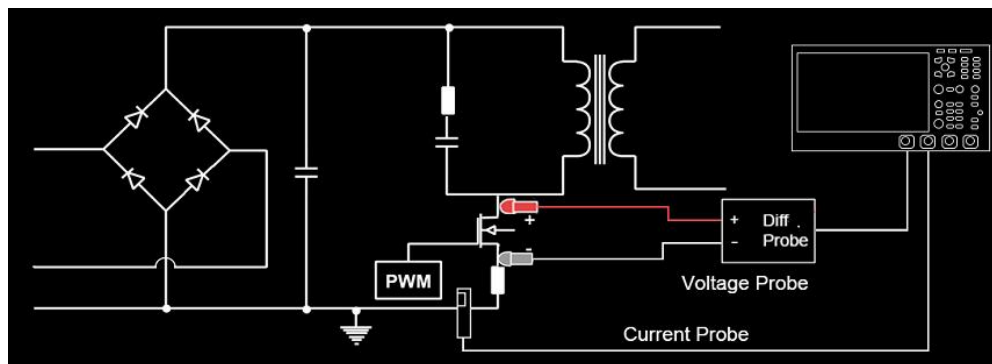 +
-
PWM
+ Diff .
- Probe
Voltage Probe
Current Probe